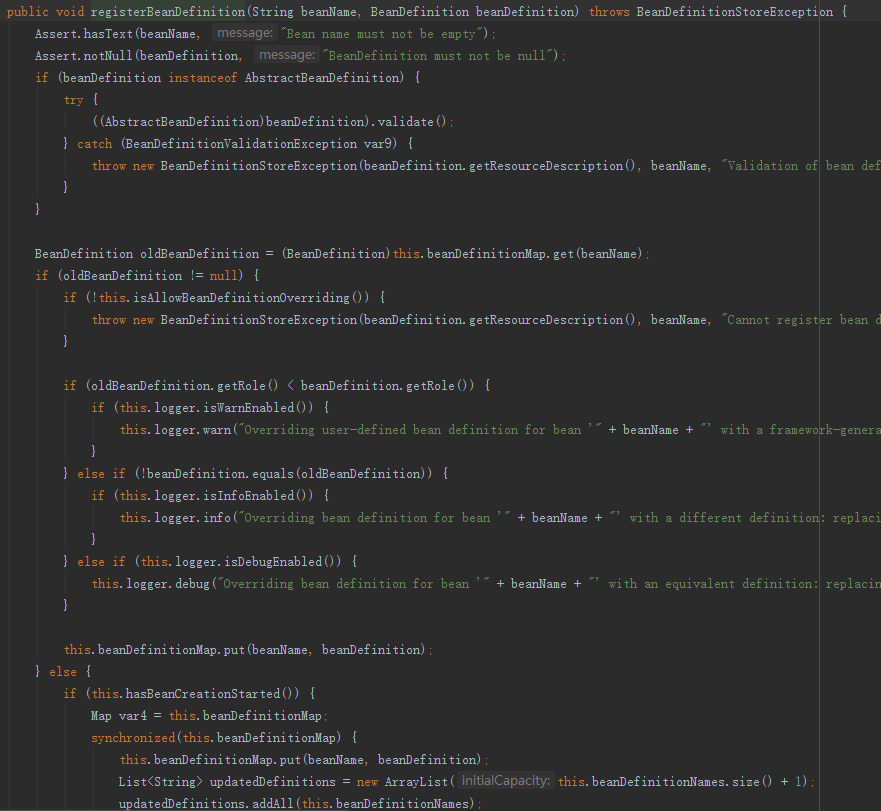 public void registerBeanDefinition(String beanName, BeanDefinition beanDefinition) throws BeanDefinitionStoreException {
    Assert.hasText(beanName, message: "Bean name must not be empty");
    Assert.notNull(beanDefinition, message: "BeanDefinition must not be null");
    if (beanDefinition instanceof AbstractBeanDefinition) {
        try {
            ((AbstractBeanDefinition)beanDefinition).validate();
        } catch (BeanDefinitionValidationException var9) {
            throw new BeanDefinitionStoreException(beanDefinition.getResourceDescription(), beanName, "Validation of bean def
        }
    }
    BeanDefinition oldBeanDefinition = (BeanDefinition)this.beanDefinitionMap.get(beanName);
    if (oldBeanDefinition != null) {
        if (!this.isAllowBeanDefinitionOverriding()) {
            throw new BeanDefinitionStoreException(beanDefinition.getResourceDescription(), beanName, "Cannot register bean d
        }
        if (oldBeanDefinition.getRole() < beanDefinition.getRole()) {
            if (this.logger.isWarnEnabled()) {
                this.logger.warn("Overriding user-defined bean definition for bean '" + beanName + "' with a framework-genera
            }
        } else if (!beanDefinition.equals(oldBeanDefinition)) {
            if (this.logger.isInfoEnabled()) {
                this.logger.info("Overriding bean definition for bean '" + beanName + "' with a different definition: replaci
            }
        } else if (this.logger.isDebugEnabled()) {
            this.logger.debug("Overriding bean definition for bean '" + beanName + "' with an equivalent definition: replacin
        }
        this.beanDefinitionMap.put(beanName, beanDefinition);
    } else {
        if (this.hasBeanCreationStarted()) {
            Map var4 = this.beanDefinitionMap;
            synchronized(this.beanDefinitionMap) {
                this.beanDefinitionMap.put(beanName, beanDefinition);
                List<String> updatedDefinitions = new ArrayList( initialCapacity: this.beanDefinitionNames.size() + 1);
                updatedDefinitions.addAll(this.beanDefinitionNames);